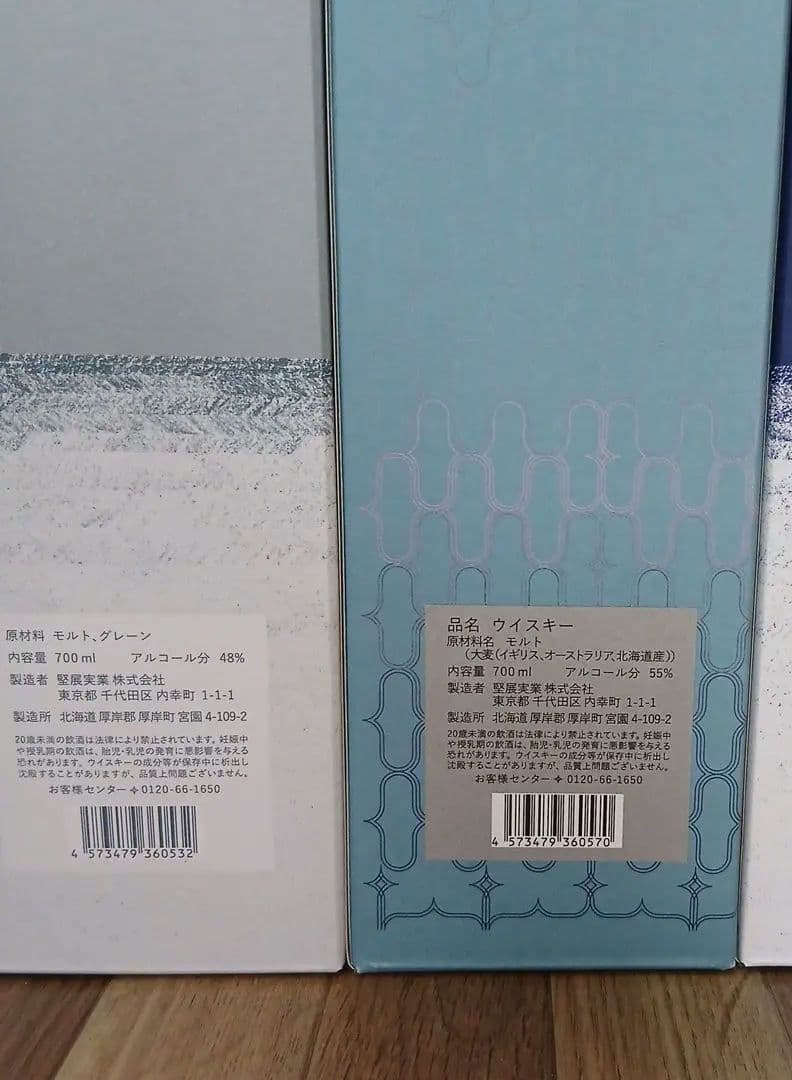 原材料 モルト、グレーン
内容量 700ml アルコール分 48%
製造者 堅展実業 株式会社
東京都 千代田区 内幸町 1-1-1
製造所 北海道 厚岸郡 厚岸町 宮園 4-109-2
20歳未満の飲酒は法律により禁止されています。妊娠中
や授乳期の飲酒は、胎児・乳児の発育に悪影響を与える
恐れがあります。ウイスキーの成分等が保存中に析出し
沈殿することがありますが、品質上問題ございません。
お客様センター ✧ 0120-66-1650
4 573479 360532
品名 ウイスキー
原材料名 モルト
(大麦(イギリス、オーストラリア、北海道産))
内容量 700ml アルコール分 55%
製造者 堅展実業 株式会社
東京都 千代田区 内幸町 1-1-1
製造所 北海道 厚岸郡 厚岸町 宮園 4-109-2
20歳未満の飲酒は法律により禁止されています。妊娠中
や授乳期の飲酒は、胎児・乳児の発育に悪影響を与える
恐れがあります。ウイスキーの成分等が保存中に析出し
沈殿することがありますが、品質上問題ございません。
お客様センター ✧ 0120-66-1650
4 573479 360570